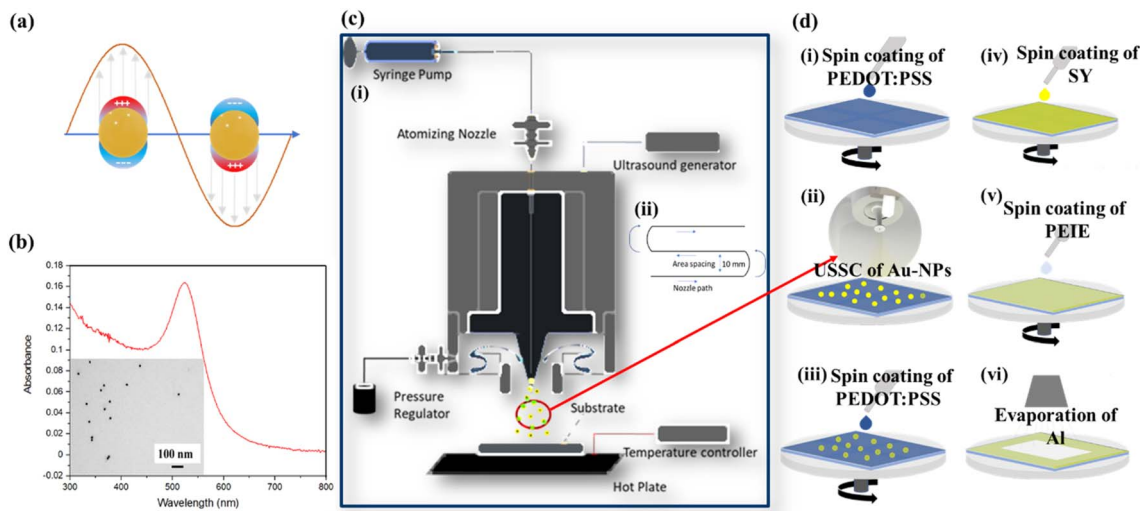 (a)
+++
---
---
+++
(b)
0.18
0.16
0.14
0.12
0.1
0.08
0.06
0.04
0.02
0
-0.02
Absorbance
100 nm
300
400
500
600
700
800
Wavelength (nm)
(c)
Syringe Pump
(i)
Atomizing Nozzle
Ultrasound generator
(ii)
Area spacing
10 mm
Nozzle path
Pressure
Regulator
Substrate
Temperature controller
Hot Plate
(d)
(i) Spin coating of
PEDOT:PSS
(ii)
USSC of Au-NPs
(iii) Spin coating of
PEDOT:PSS
(iv) Spin coating of
SY
(v)
Spin coating of
PEIE
(vi)
Evaporation of
Al